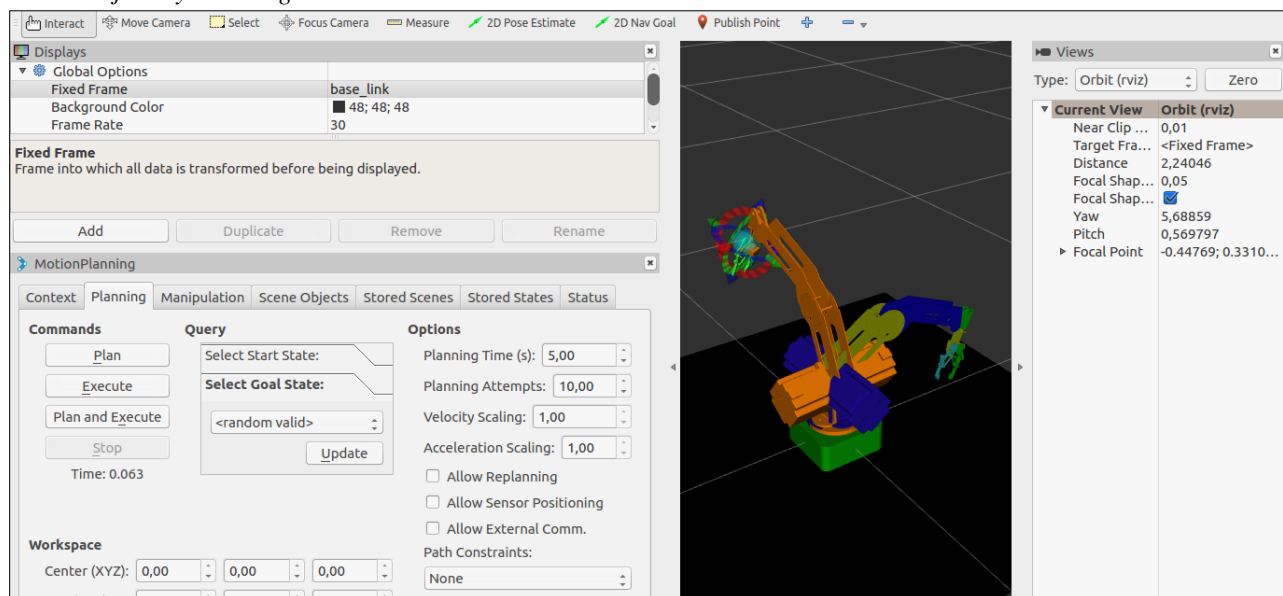 Interact Move Camera Select Focus Camera Measure 2D Pose Estimate 2D Nav Goal Publish Point
Displays
Global Options
Fixed Frame base_link
Background Color 48; 48; 48
Frame Rate 30
Fixed Frame
Frame into which all data is transformed before being displayed.
Add Duplicate Remove Rename
MotionPlanning
Context Planning Manipulation Scene Objects Stored Scenes Stored States Status
Commands Query Options
Plan Select Start State: Planning Time (s): 5,00
Execute Select Goal State: Planning Attempts: 10,00
Plan and Execute <random valid> Velocity Scaling: 1,00
Stop Update Acceleration Scaling: 1,00
Time: 0.063 Allow Replanning
Allow Sensor Positioning
Allow External Comm.
Workspace Path Constraints:
Center (XYZ): 0,00 0,00 0,00 None
Views
Type: Orbit (rviz) Zero
Current View Orbit (rviz)
Near Clip ... 0,01
Target Fra... <Fixed Frame>
Distance 2,24046
Focal Shap... 0,05
Focal Shap...
Yaw 5,68859
Pitch 0,569797
Focal Point -0.44769; 0.3310...